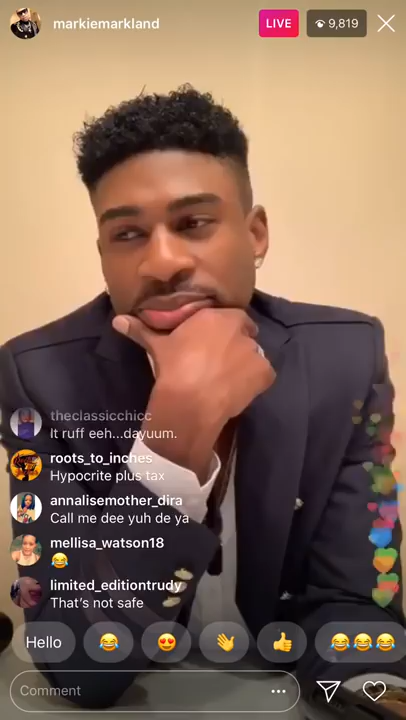 markiemarkland
LIVE
9,819
theclassicchicc
It ruff eeh...dayuum.
roots_to_inches
Hypocrite plus tax
annalisemother_dira
Call me dee yuh de ya
mellisa_watson18
😂
limited_editiontrudy
That's not safe
Hello 😂 😍 👋 👍 😂😂😂
Comment